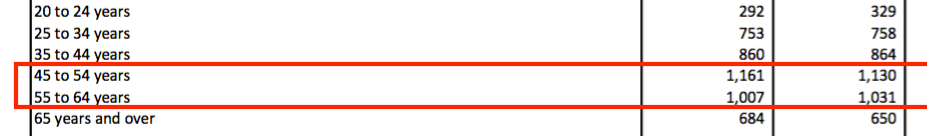 20 to 24 years 292 329
25 to 34 years 753 758
35 to 44 years 860 864
45 to 54 years 1,161 1,130
55 to 64 years 1,007 1,031
65 years and over 684 650